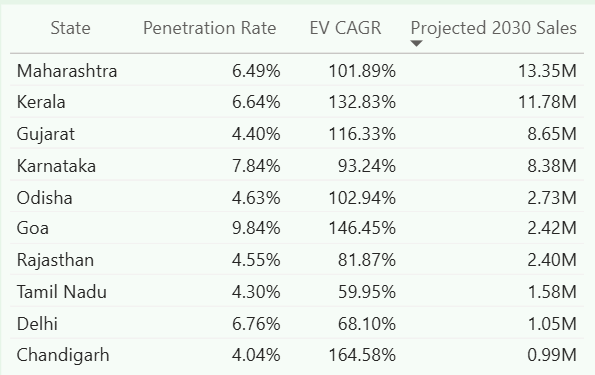 State Penetration Rate EV CAGR Projected 2030 Sales
Maharashtra 6.49% 101.89% 13.35M
Kerala 6.64% 132.83% 11.78M
Gujarat 4.40% 116.33% 8.65M
Karnataka 7.84% 93.24% 8.38M
Odisha 4.63% 102.94% 2.73M
Goa 9.84% 146.45% 2.42M
Rajasthan 4.55% 81.87% 2.40M
Tamil Nadu 4.30% 59.95% 1.58M
Delhi 6.76% 68.10% 1.05M
Chandigarh 4.04% 164.58% 0.99M